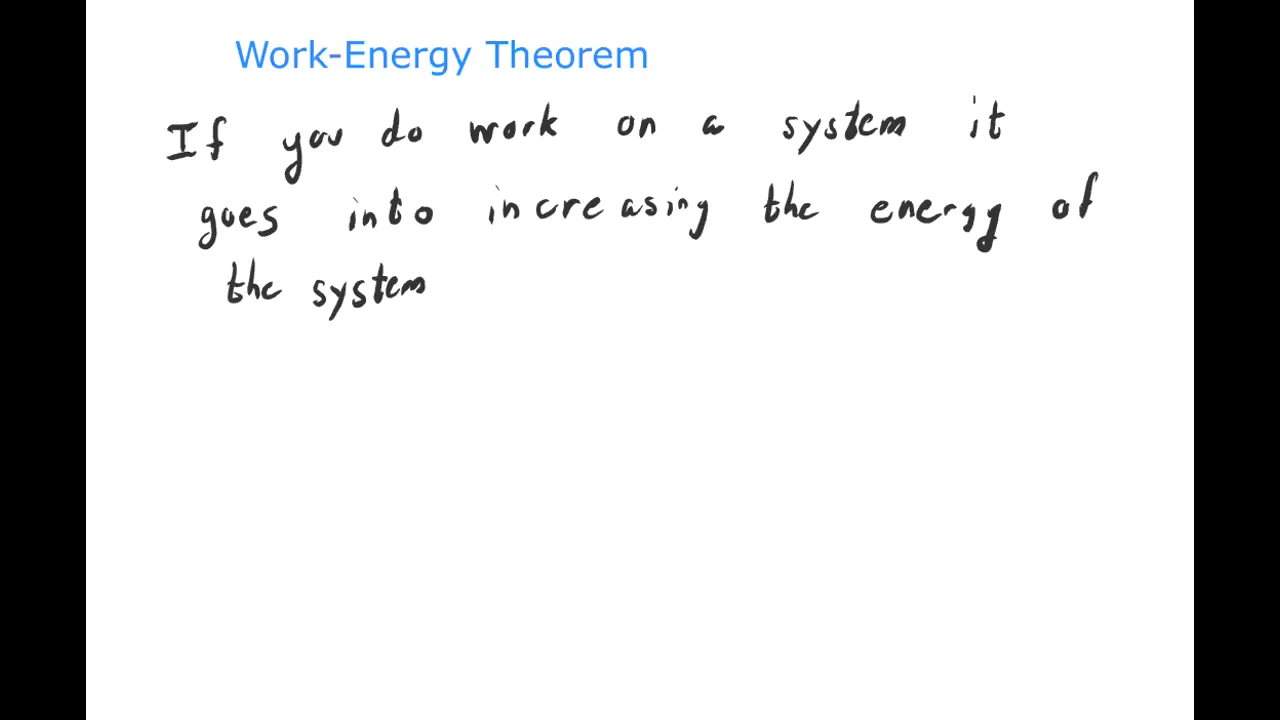 Work-Energy Theorem
If you do work on a system it
goes into increasing the energy of
the system